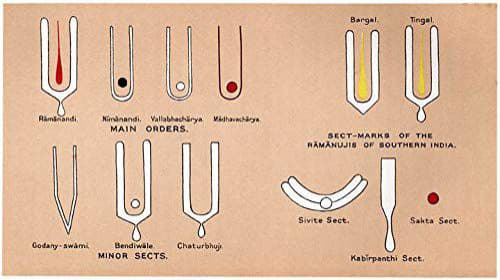 Bargal. Tingal.
Rāmānandi. Nimānandi. Vallabhachārya. Mādhavachārya.
MAIN ORDERS.
SECT-MARKS OF THE
RĀMĀNUJIS OF SOUTHERN INDIA.
Godany-swāmi. Bendiwāle. Chaturbhuji.
MINOR SECTS.
Sivite Sect. Sakta Sect.
Kabīrpanthi Sect.